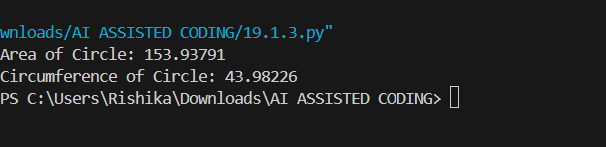 wnloads/AI ASSISTED CODING/19.1.3.py"
Area of Circle: 153.93791
Circumference of Circle: 43.98226
PS C:\Users\Rishika\Downloads\AI ASSISTED CODING>